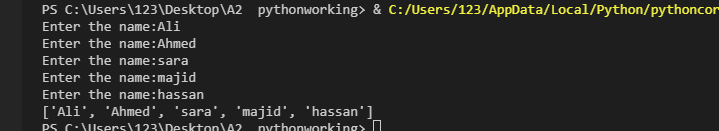 PS C:\Users\123\Desktop\A2  pythonworking> & C:/Users/123/AppData/Local/Python/pythoncor
Enter the name:Ali
Enter the name:Ahmed
Enter the name:sara
Enter the name:majid
Enter the name:hassan
['Ali', 'Ahmed', 'sara', 'majid', 'hassan']
PS C:\Users\123\Desktop\A2  pythonworking>